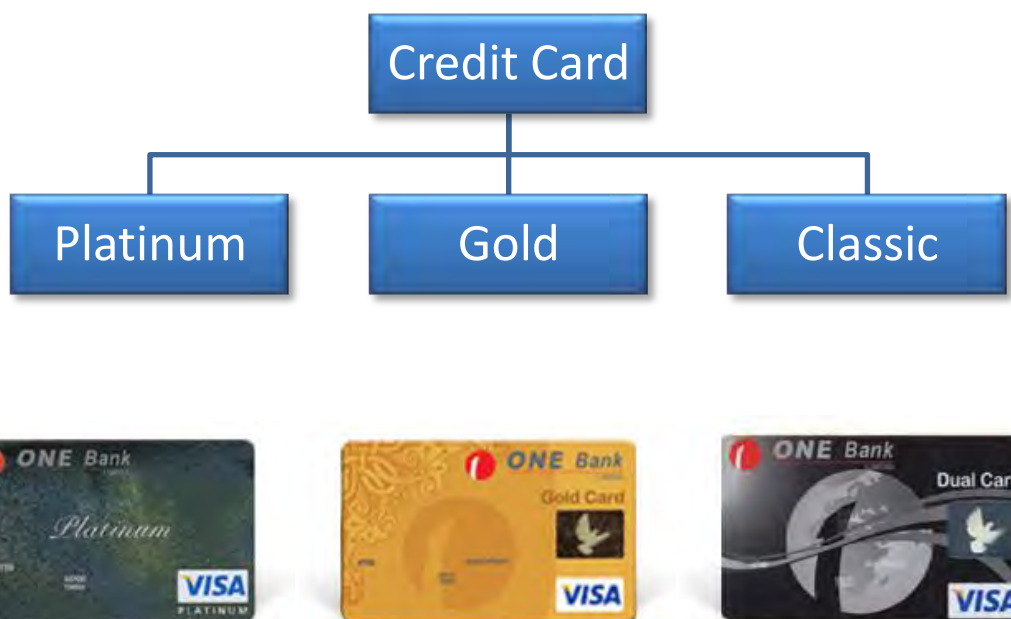 Credit Card
Platinum
Gold
Classic
ONE Bank
Platinum
VISA
PLATINUM
ONE Bank
Gold Card
VISA
ONE Bank
Dual Car
VISA